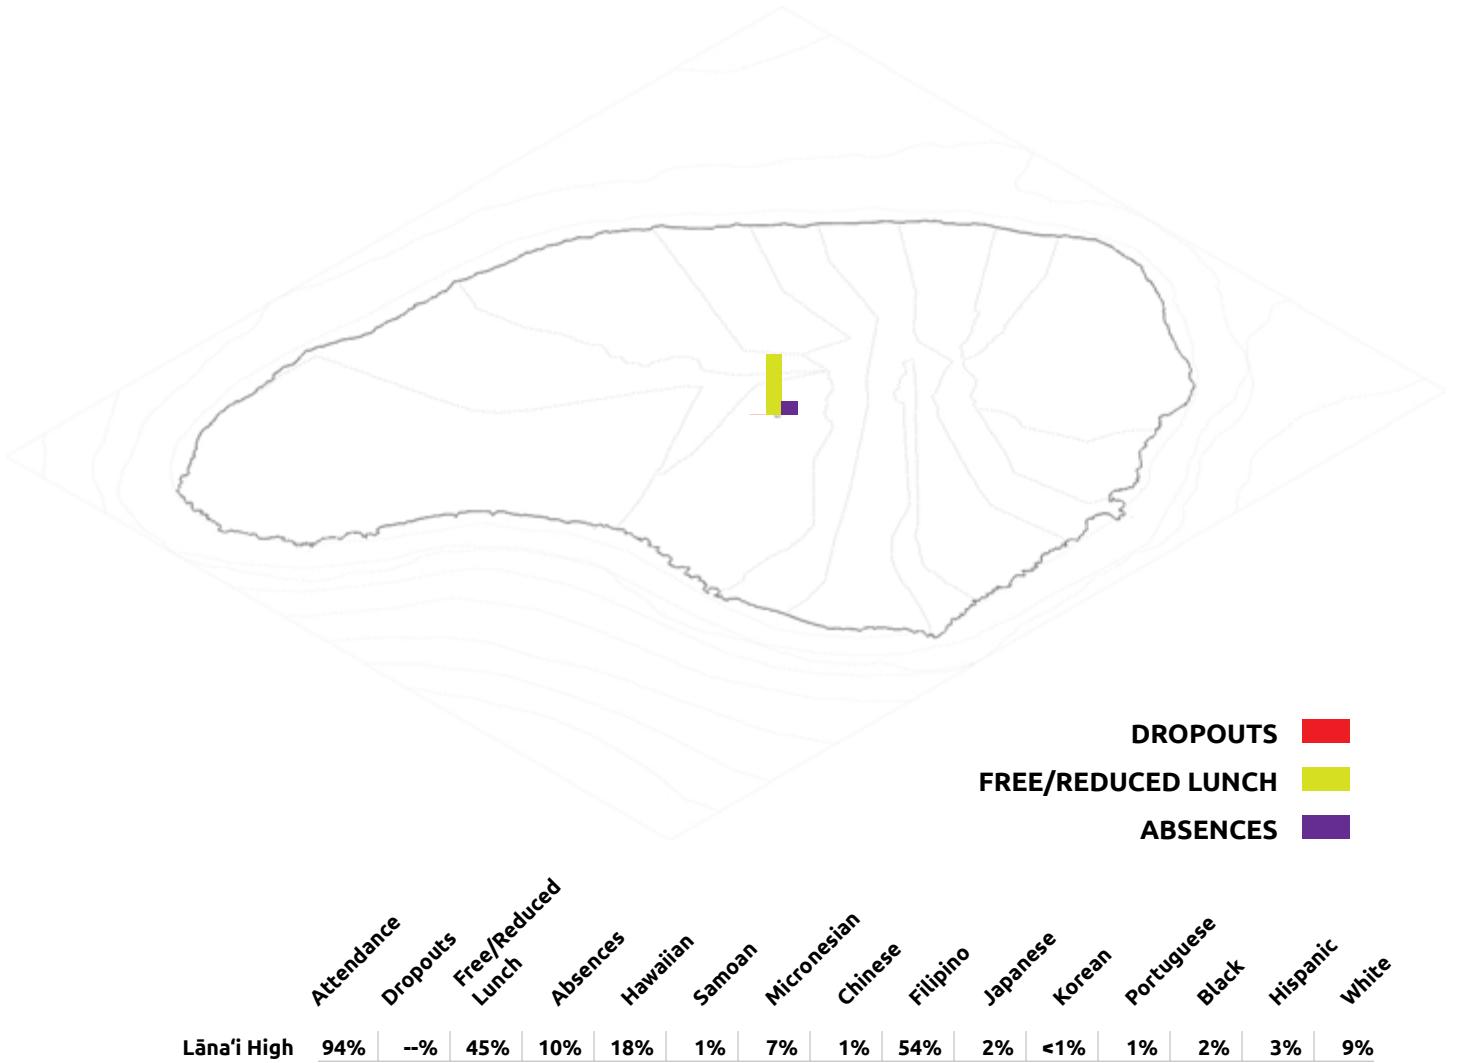 DROPOUTS
FREE/REDUCED LUNCH
ABSENCES
Attendance
Dropouts
Free/Reduced
Lunch
Absences
Hawaiian
Samoan
Micronesian
Chinese
Filipino
Japanese
Korean
Portuguese
Black
Hispanic
White
Lāna‘i High 94% --% 45% 10% 18% 1% 7% 1% 54% 2% <1% 1% 2% 3% 9%